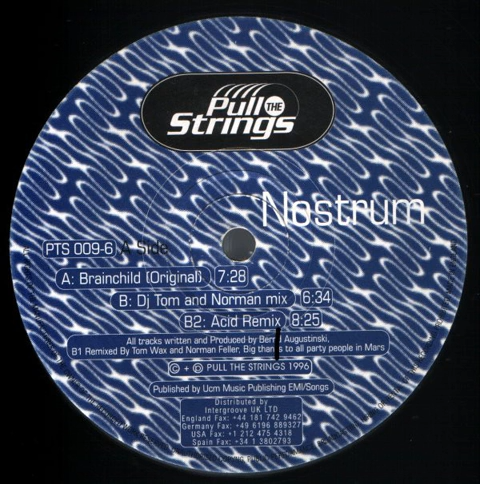 Pull THE
Strings
Nostrum
PTS 009-6 A Side
A: Brainchild (Original) 7:28
B: Dj Tom and Norman mix 6:34
B2: Acid Remix 8:25
All tracks written and Produced by Bernd Augustinski,
B1 Remixed By Tom Wax and Norman Feller, Big thanks to all party people in Mars
© + ℗ PULL THE STRINGS 1996
Published by Ucm Music Publishing EMI/Songs
Distributed by
Intergroove UK LTD
England Fax: +44 181 742 9462
Germany Fax: +49 6196 869327
USA Fax: +1 212 475 4318
Spain Fax: +34 1 3802793